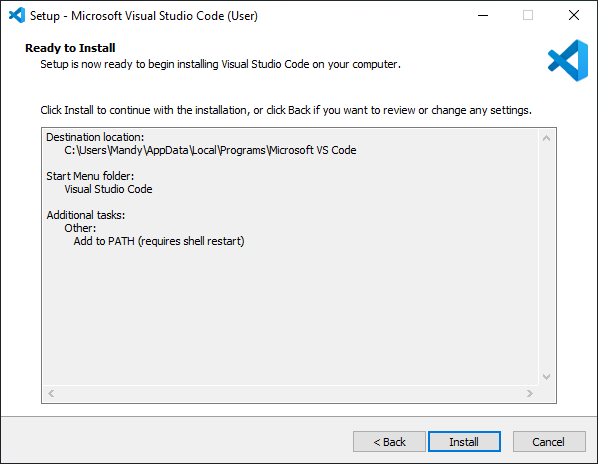 Setup - Microsoft Visual Studio Code (User)
Ready to Install
Setup is now ready to begin installing Visual Studio Code on your computer.
Click Install to continue with the installation, or click Back if you want to review or change any settings.
Destination location:
C:\Users\Mandy\AppData\Local\Programs\Microsoft VS Code
Start Menu folder:
Visual Studio Code
Additional tasks:
Other:
Add to PATH (requires shell restart)
< Back
Install
Cancel